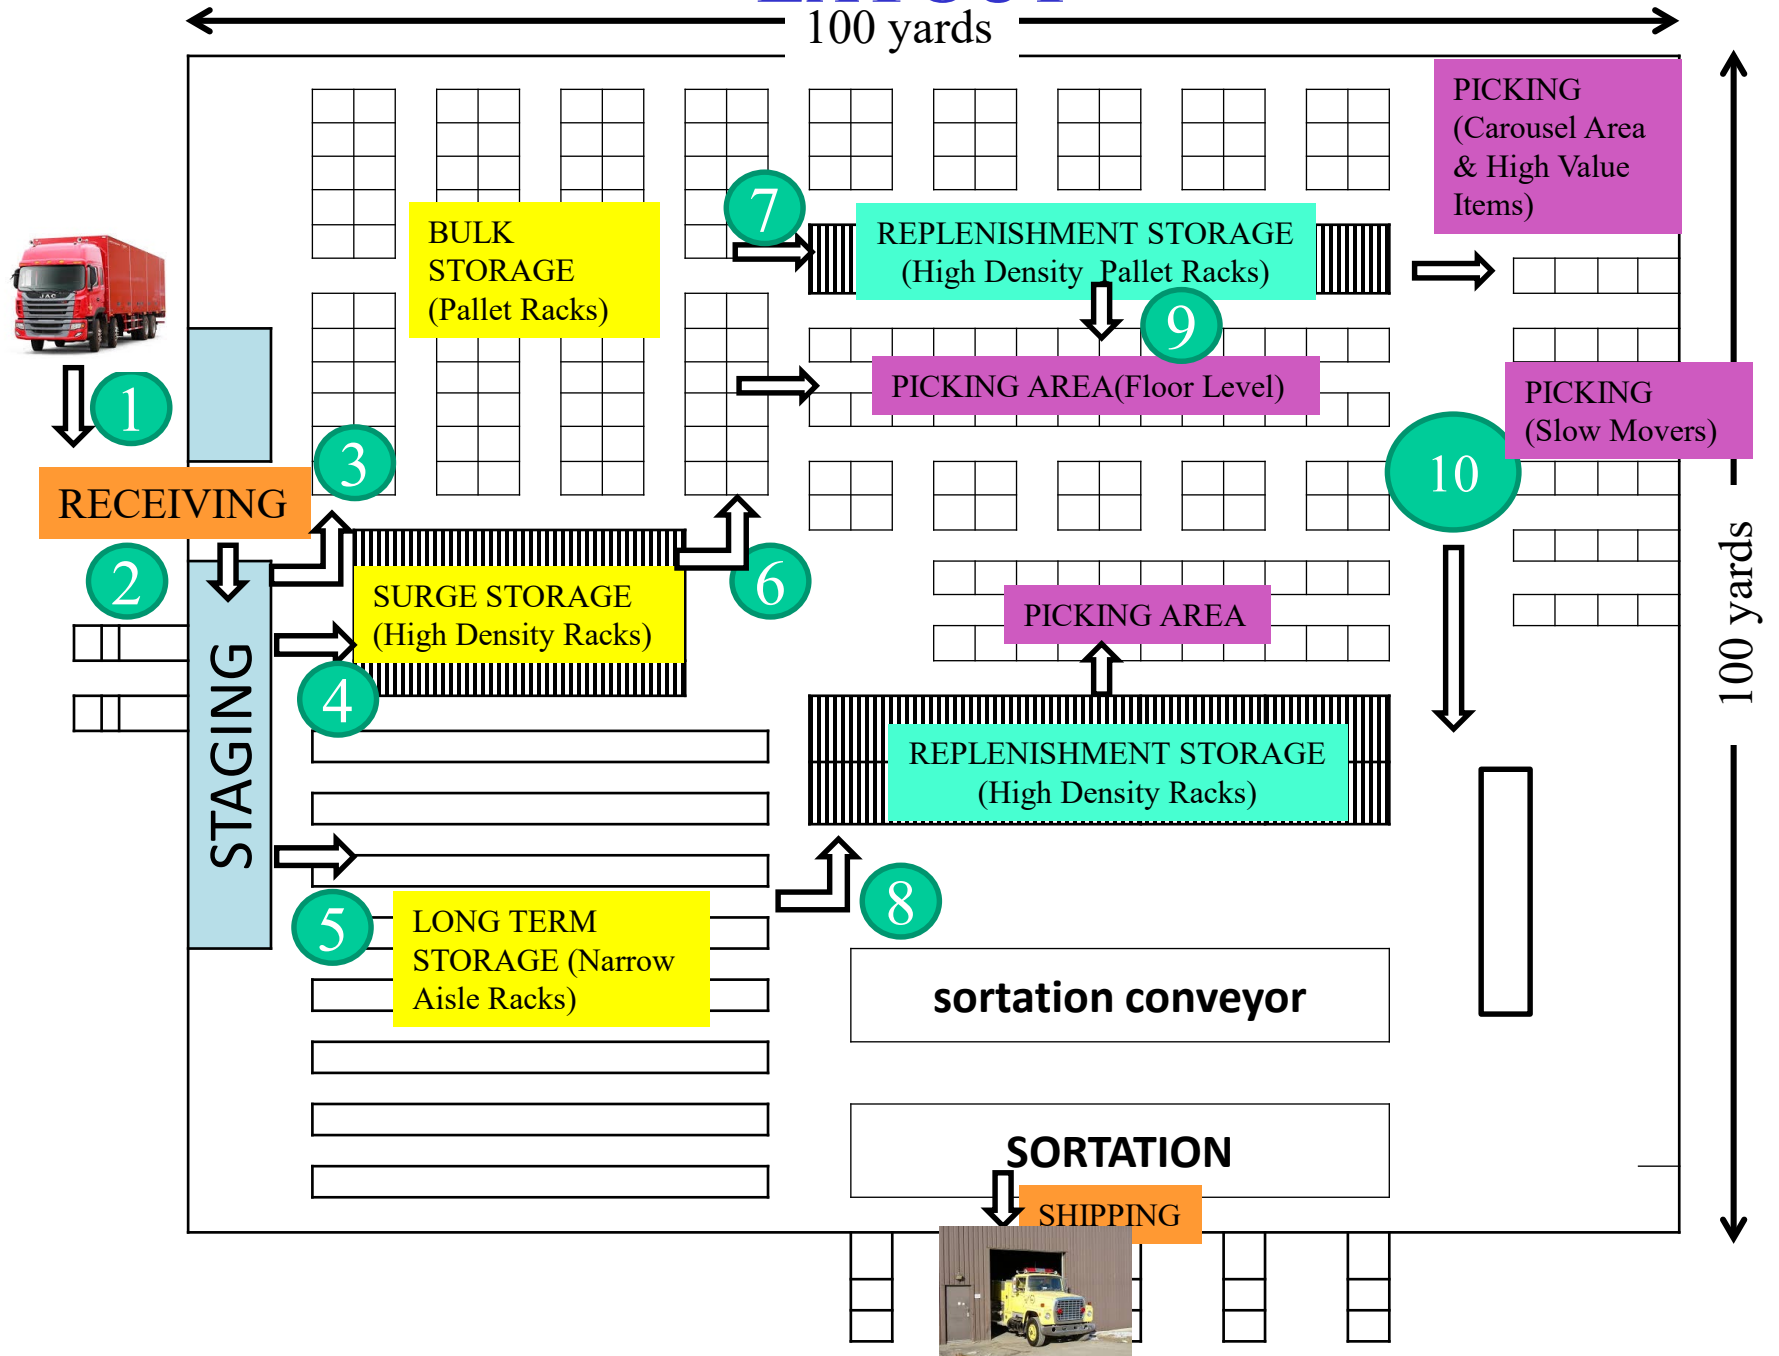 100 yards
PICKING
(Carousel Area
& High Value
Items)
7
BULK
STORAGE
(Pallet Racks)
REPLENISHMENT STORAGE
(High Density Pallet Racks)
JAC
9
1
PICKING AREA(Floor Level)
PICKING
(Slow Movers)
3
10
RECEIVING
2
6
SURGE STORAGE
(High Density Racks)
PICKING AREA
100 yards
4
STAGING
REPLENISHMENT STORAGE
(High Density Racks)
5
8
LONG TERM
STORAGE (Narrow
Aisle Racks)
sortation conveyor
SORTATION
SHIPPING